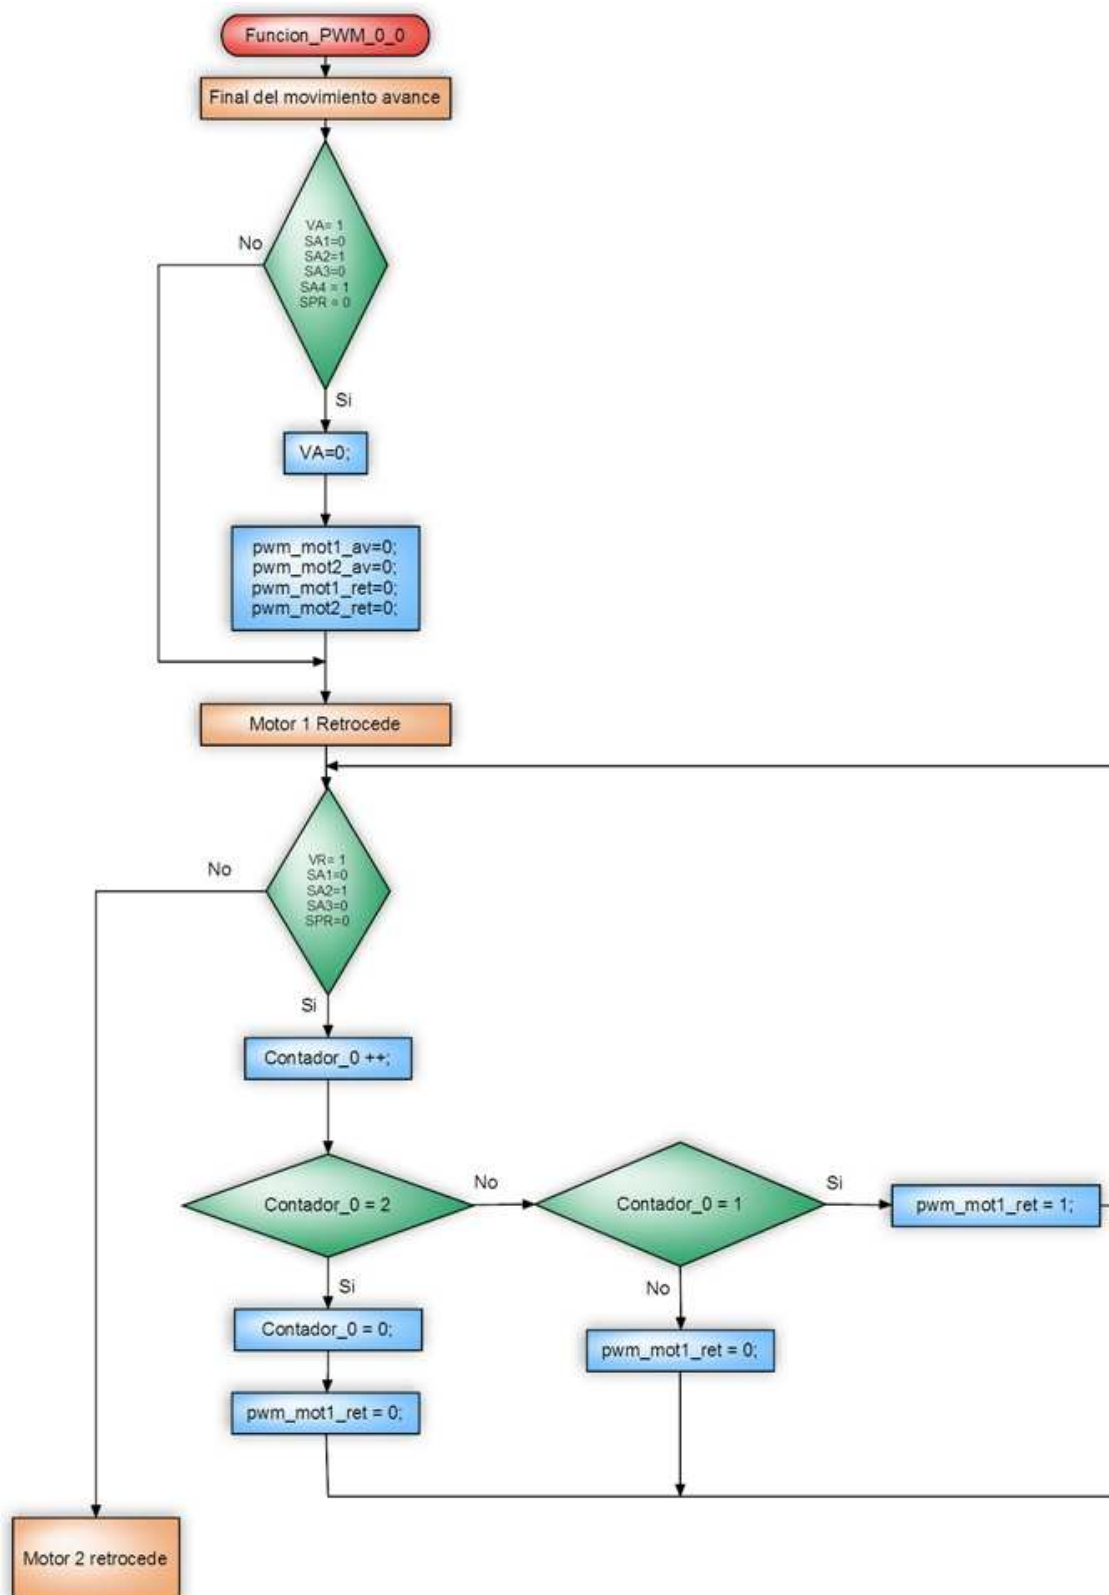 Funcion_PWM_0_0
Final del movimiento avance
VA= 1
SA1=0
SA2=1
SA3=0
SA4 = 1
SPR = 0
No
Si
VA=0;
pwm_mot1_av=0;
pwm_mot2_av=0;
pwm_mot1_ret=0;
pwm_mot2_ret=0;
Motor 1 Retrocede
VR= 1
SA1=0
SA2=1
SA3=0
SPR=0
No
Si
Contador_0 ++;
Contador_0 = 2
No
Contador_0 = 1
Si
pwm_mot1_ret = 1;
Si
No
Contador_0 = 0;
pwm_mot1_ret = 0;
pwm_mot1_ret = 0;
Motor 2 retrocede